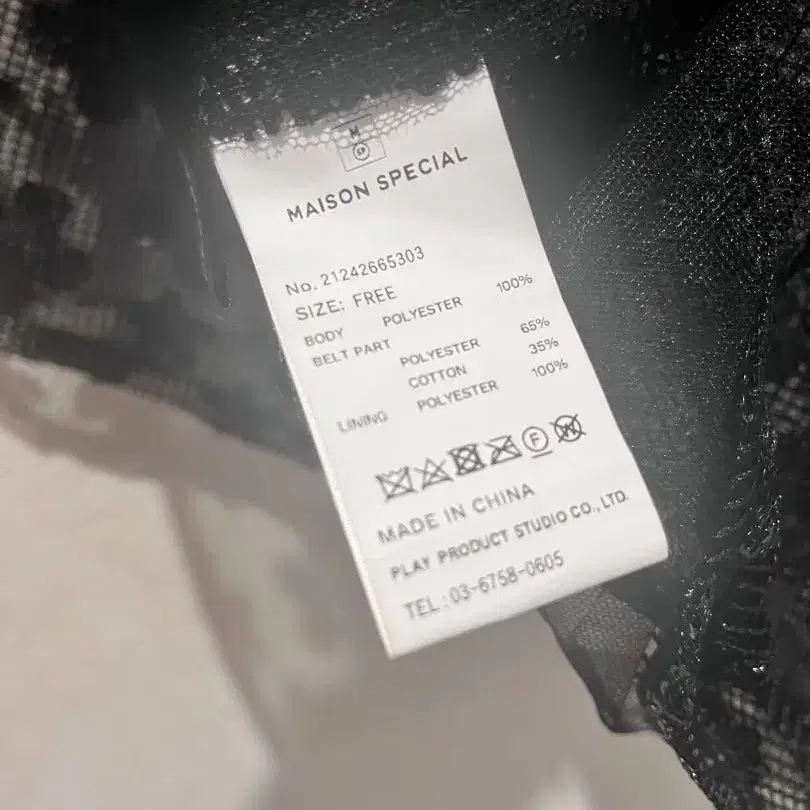 M
SP
MAISON SPECIAL
No. 21242665303
SIZE: FREE
BODY POLYESTER 100%
BELT PART
POLYESTER 65%
COTTON 35%
LINING POLYESTER 100%
F W
MADE IN CHINA
PLAY PRODUCT STUDIO CO., LTD.
TEL : 03-6758-0605